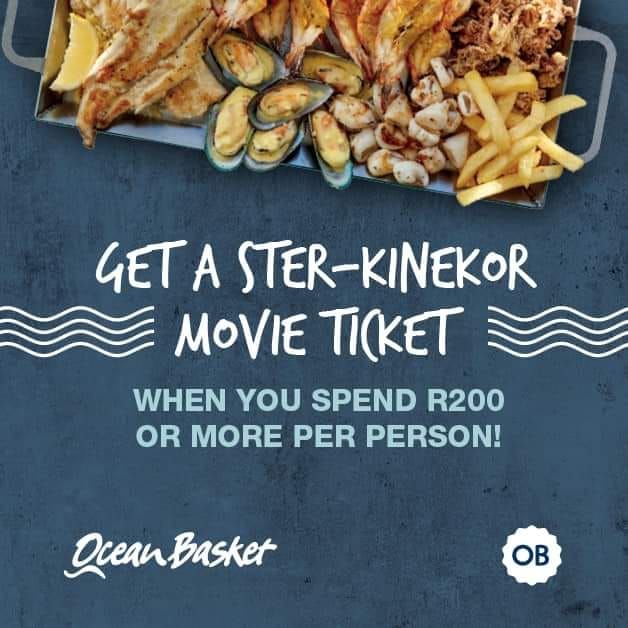 GET A STER-KINEKOR
MOVIE TICKET
WHEN YOU SPEND R200
OR MORE PER PERSON!
Ocean Basket
OB